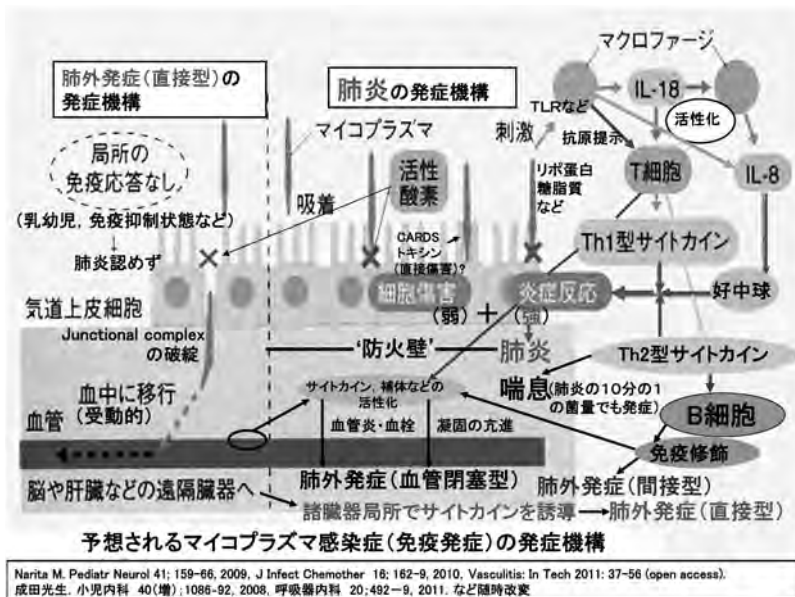 肺外発症(直接型)の
発症機構
肺炎の発症機構
マクロファージ
IL-18
TLRなど
活性化
マイコプラズマ
刺激
抗原提示
局所の
免疫応答なし
活性
酸素
リポ蛋白
糖脂質
など
T細胞
IL-8
吸着
(乳幼児, 免疫抑制状態など)
CARDS
トキシン
(直接傷害)?
Th1型サイトカイン
肺炎認めず
細胞傷害
炎症反応
好中球
気道上皮細胞
(弱)
+
(強)
Junctional complex
の破綻
‘防火壁’
肺炎
Th2型サイトカイン
血中に移行
(受動的)
サイトカイン、補体などの
活性化
喘息
(肺炎の10分の1
の菌量でも発症)
B細胞
血管
血管炎・血栓
凝固の亢進
免疫修飾
肺外発症(血管閉塞型)
肺外発症(間接型)
脳や肝臓などの遠隔臓器へ
諸臓器局所でサイトカインを誘導
肺外発症(直接型)
予想されるマイコプラズマ感染症(免疫発症)の発症機構
Narita M. Pediatr Neurol 41; 159-66, 2009, J Infect Chemother 16; 162-9, 2010, Vasculitis: In Tech 2011: 37-56 (open access).
成田光生. 小児内科 40(増);1086-92, 2008, 呼吸器内科 20;492-9, 2011. など随時改変